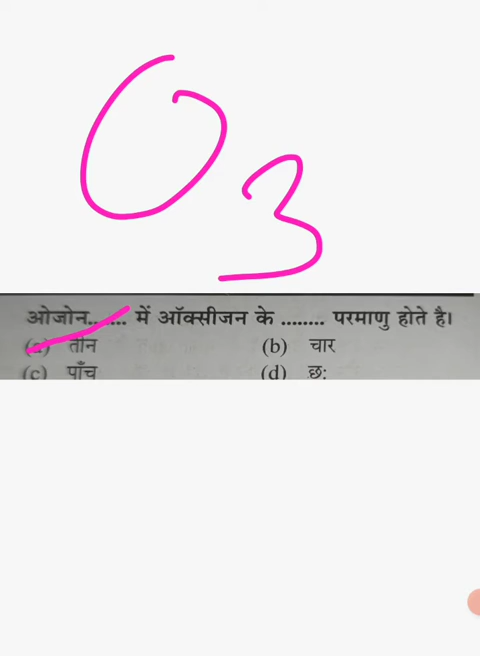 O3
ओजोन....... में ऑक्सीजन के ........ परमाणु होते है।
(a) तीन (b) चार
(c) पाँच (d) छ: